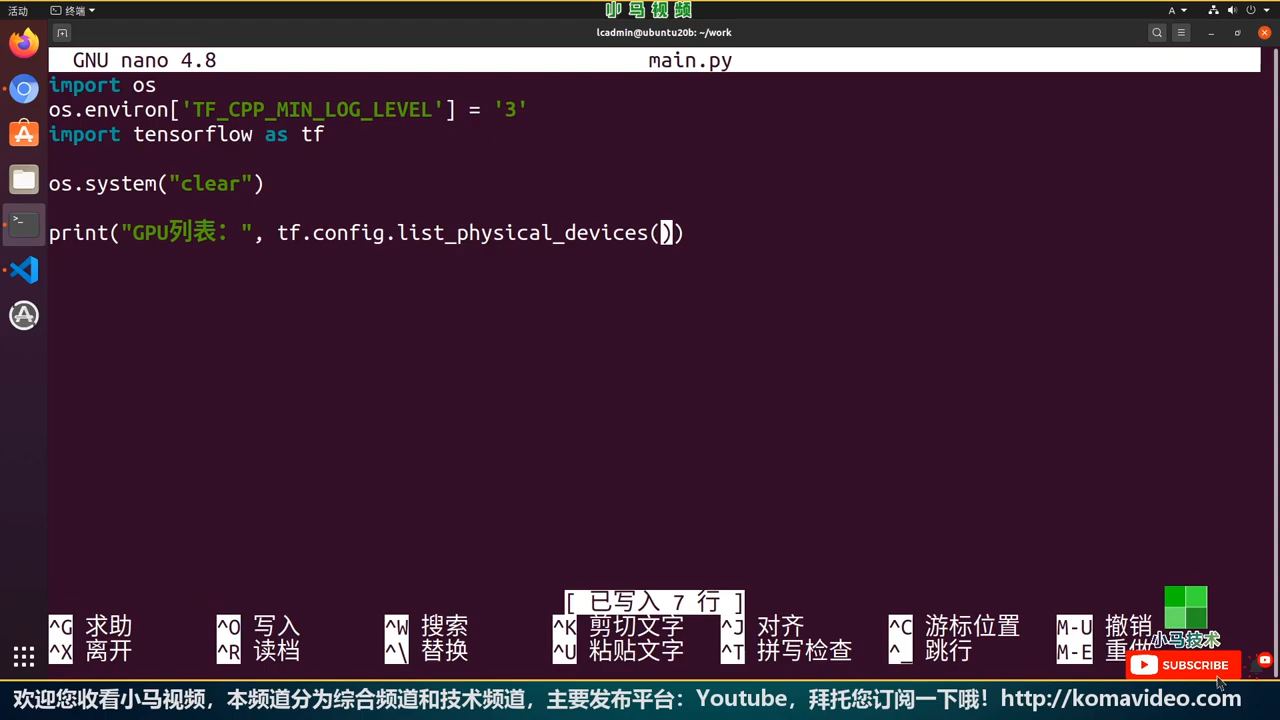 活动 终端 小马视频 A
lcadmin@ubuntu20b: ~/work
GNU nano 4.8 main.py
import os
os.environ['TF_CPP_MIN_LOG_LEVEL'] = '3'
import tensorflow as tf
os.system("clear")
print("GPU列表：", tf.config.list_physical_devices())
[ 已写入 7 行 ]
^G 求助 ^O 写入 ^W 搜索 ^K 剪切文字 ^J 对齐 ^C 游标位置 M-U 撤销
^X 离开 ^R 读档 ^\ 替换 ^U 粘贴文字 ^T 拼写检查 ^_ 跳行 M-E 重做
小马技术
SUBSCRIBE
欢迎您收看小马视频，本频道分为综合频道和技术频道，主要发布平台：Youtube，拜托您订阅一下哦！http://komavideo.com